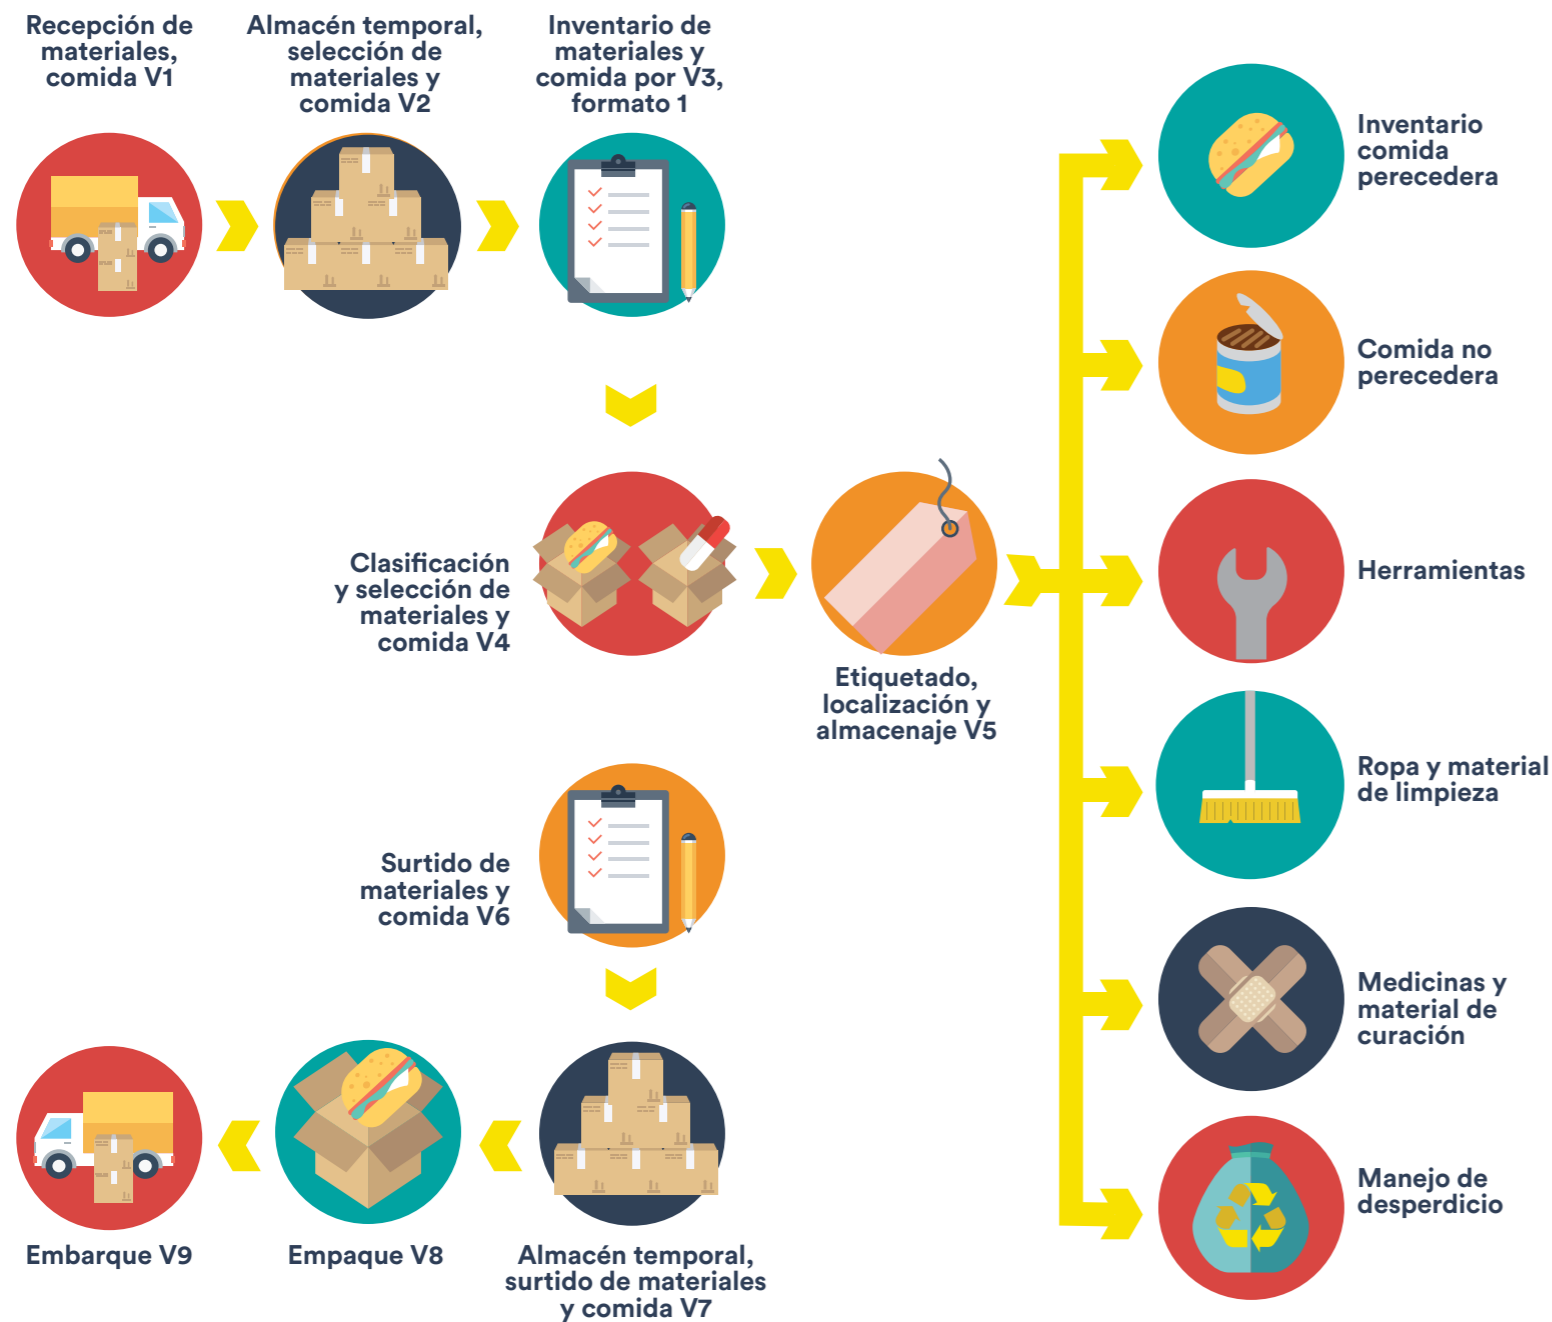 Recepción de
materiales,
comida V1
Almacén temporal,
selección de
materiales y
comida V2
Inventario de
materiales y
comida por V3,
formato 1
Clasificación
y selección de
materiales y
comida V4
Etiquetado,
localización y
almacenaje V5
Inventario
comida
perecedera
Comida no
perecedera
Herramientas
Ropa y material
de limpieza
Medicinas y
material de
curación
Manejo de
desperdicio
Surtido de
materiales y
comida V6
Almacén temporal,
surtido de materiales
y comida V7
Empaque V8
Embarque V9